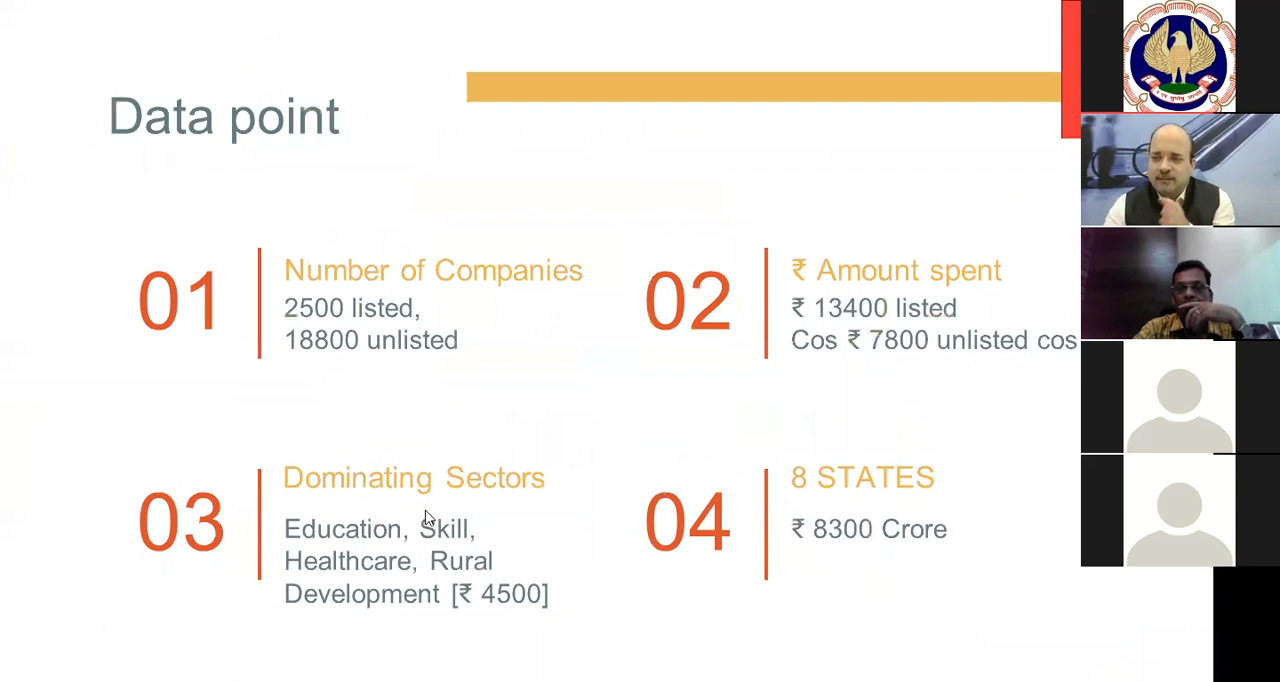 Data point
01
Number of Companies
2500 listed,
18800 unlisted
02
₹ Amount spent
₹ 13400 listed
Cos ₹ 7800 unlisted cos
03
Dominating Sectors
Education, Skill,
Healthcare, Rural
Development [₹ 4500]
04
8 STATES
₹ 8300 Crore